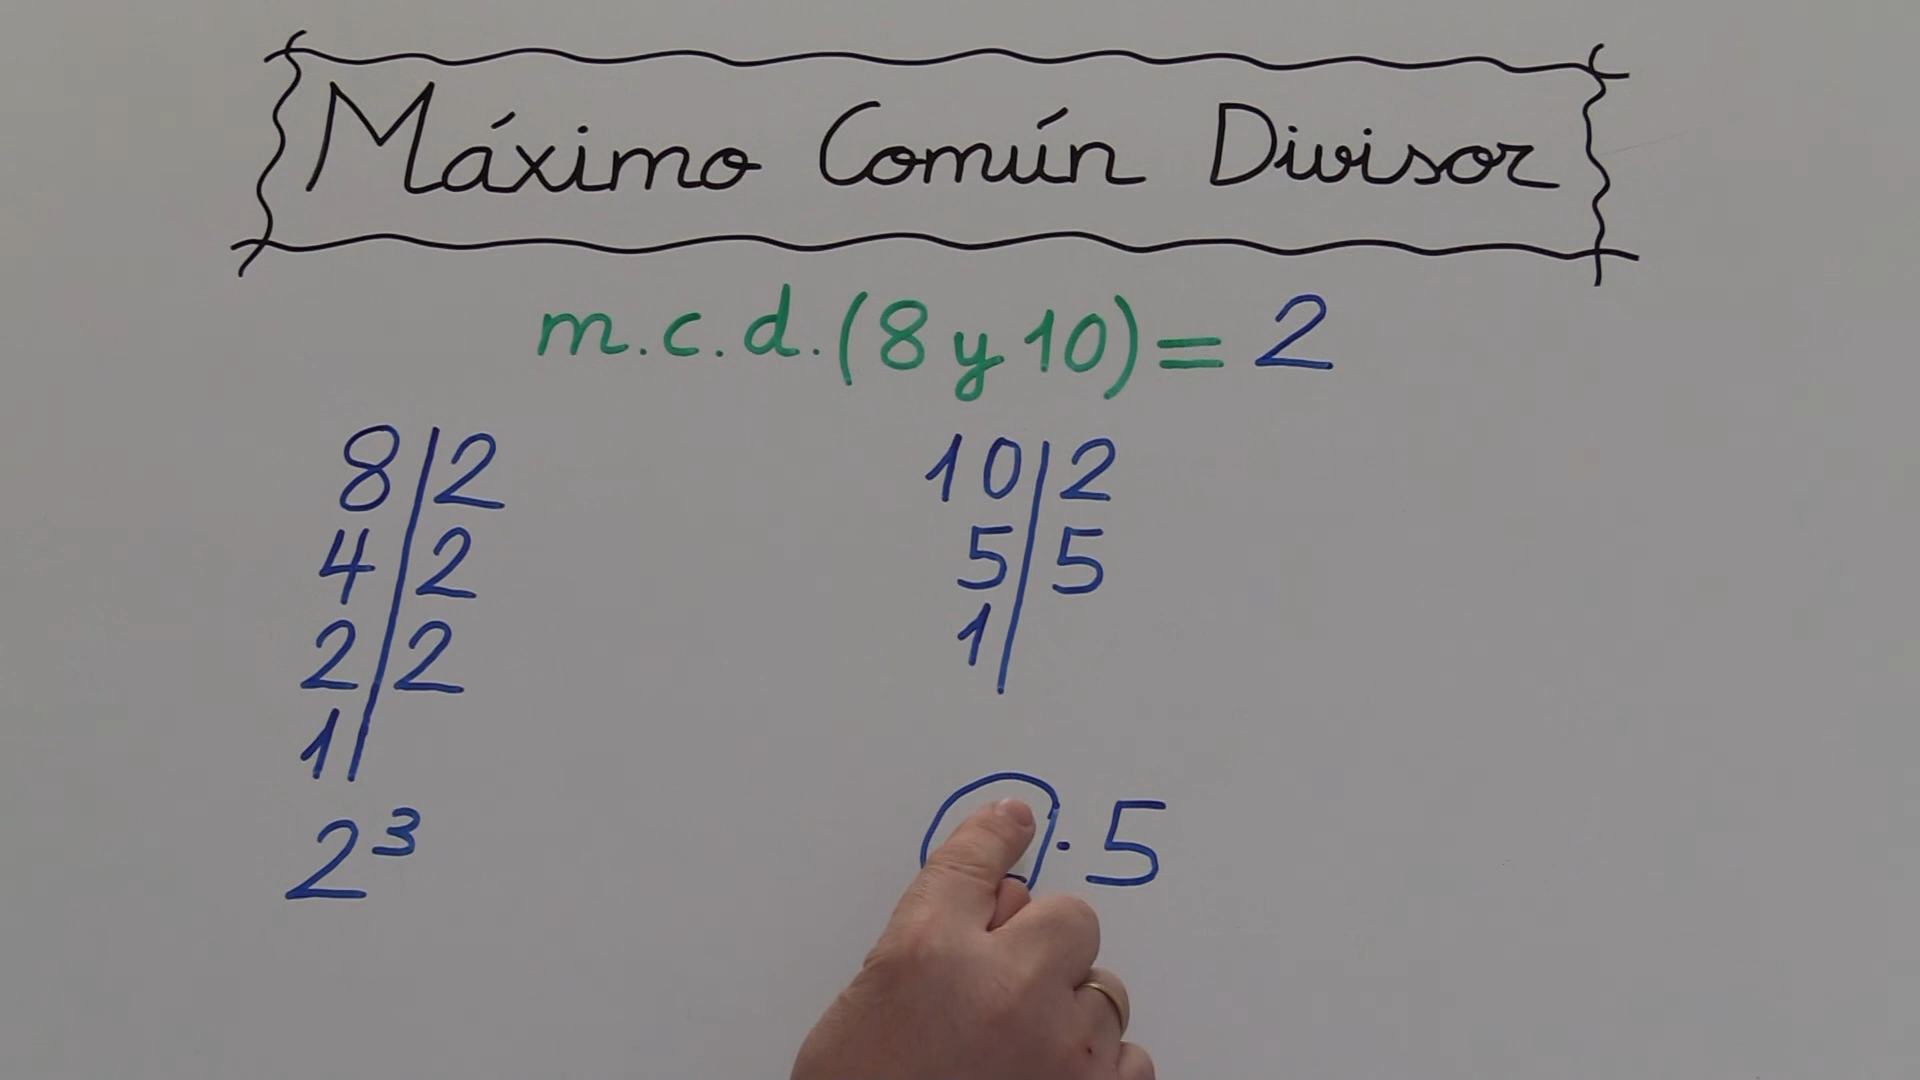 Máximo Común Divisor
m.c.d. (8 y 10) = 2
8 | 2
4 | 2
2 | 2
1 |
2³
10 | 2
5 | 5
1 |
· 5